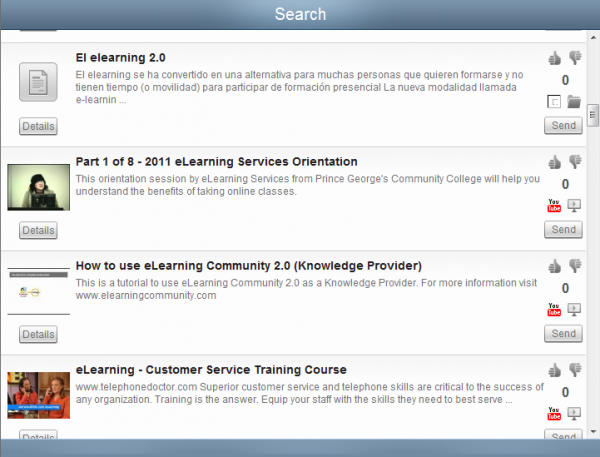 Search
El elearning 2.0
El elearning se ha convertido en una alternativa para muchas personas que quieren formarse y no
tienen tiempo (o movilidad) para participar de formación presencial La nueva modalidad llamada
e-learnin ...
0
Details
Send
Part 1 of 8 - 2011 eLearning Services Orientation
This orientation session by eLearning Services from Prince George's Community College will help you
understand the benefits of taking online classes.
0
You
Tube
Details
Send
How to use eLearning Community 2.0 (Knowledge Provider)
This is a tutorial to use eLearning Community 2.0 as a Knowledge Provider. For more information visit
www.elearningcommunity.com
0
You
Tube
Details
Send
eLearning - Customer Service Training Course
www.telephonedoctor.com Superior customer service and telephone skills are critical to the success of
any organization. Training is the answer. Equip your staff with the skills they need to best serve ...
0
You
Tube
Details
Send